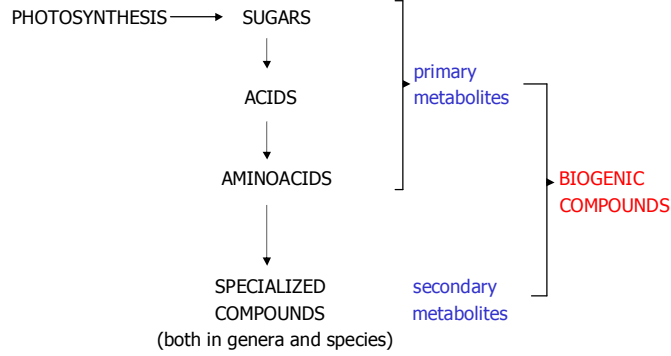 PHOTOSYNTHESIS
SUGARS
ACIDS
AMINOACIDS
SPECIALIZED
COMPOUNDS
(both in genera and species)
primary
metabolites
secondary
metabolites
BIOGENIC
COMPOUNDS